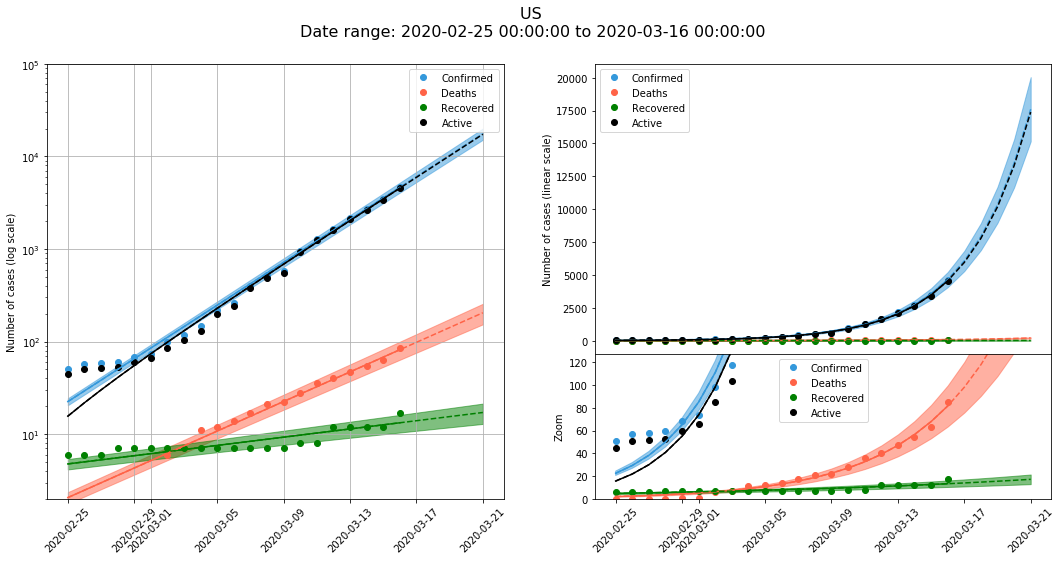 US
Date range: 2020-02-25 00:00:00 to 2020-03-16 00:00:00
Number of cases (log scale)
10^5
10^4
10^3
10^2
10^1
Confirmed
Deaths
Recovered
Active
2020-02-25
2020-02-29
2020-03-01
2020-03-05
2020-03-09
2020-03-13
2020-03-17
2020-03-21
Number of cases (linear scale)
20000
17500
15000
12500
10000
7500
5000
2500
0
Confirmed
Deaths
Recovered
Active
Zoom
120
100
80
60
40
20
0
Confirmed
Deaths
Recovered
Active
2020-02-25
2020-02-29
2020-03-01
2020-03-05
2020-03-09
2020-03-13
2020-03-17
2020-03-21